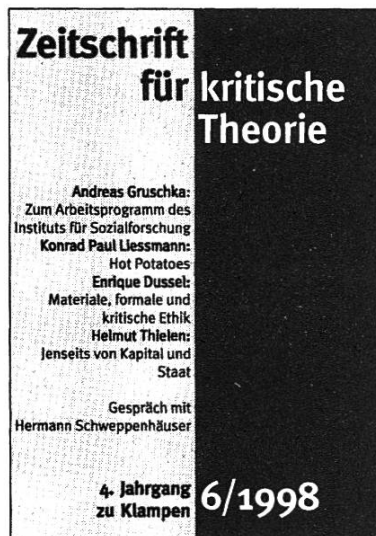 Zeitschrift
für kritische
Theorie
Andreas Gruschka:
Zum Arbeitsprogramm des
Instituts für Sozialforschung
Konrad Paul Liessmann:
Hot Potatoes
Enrique Dussel:
Materiale, formale und
kritische Ethik
Helmut Thielen:
Jenseits von Kapital und
Staat
Gespräch mit
Hermann Schweppenhäuser
4. Jahrgang 6/1998
zu Klampen